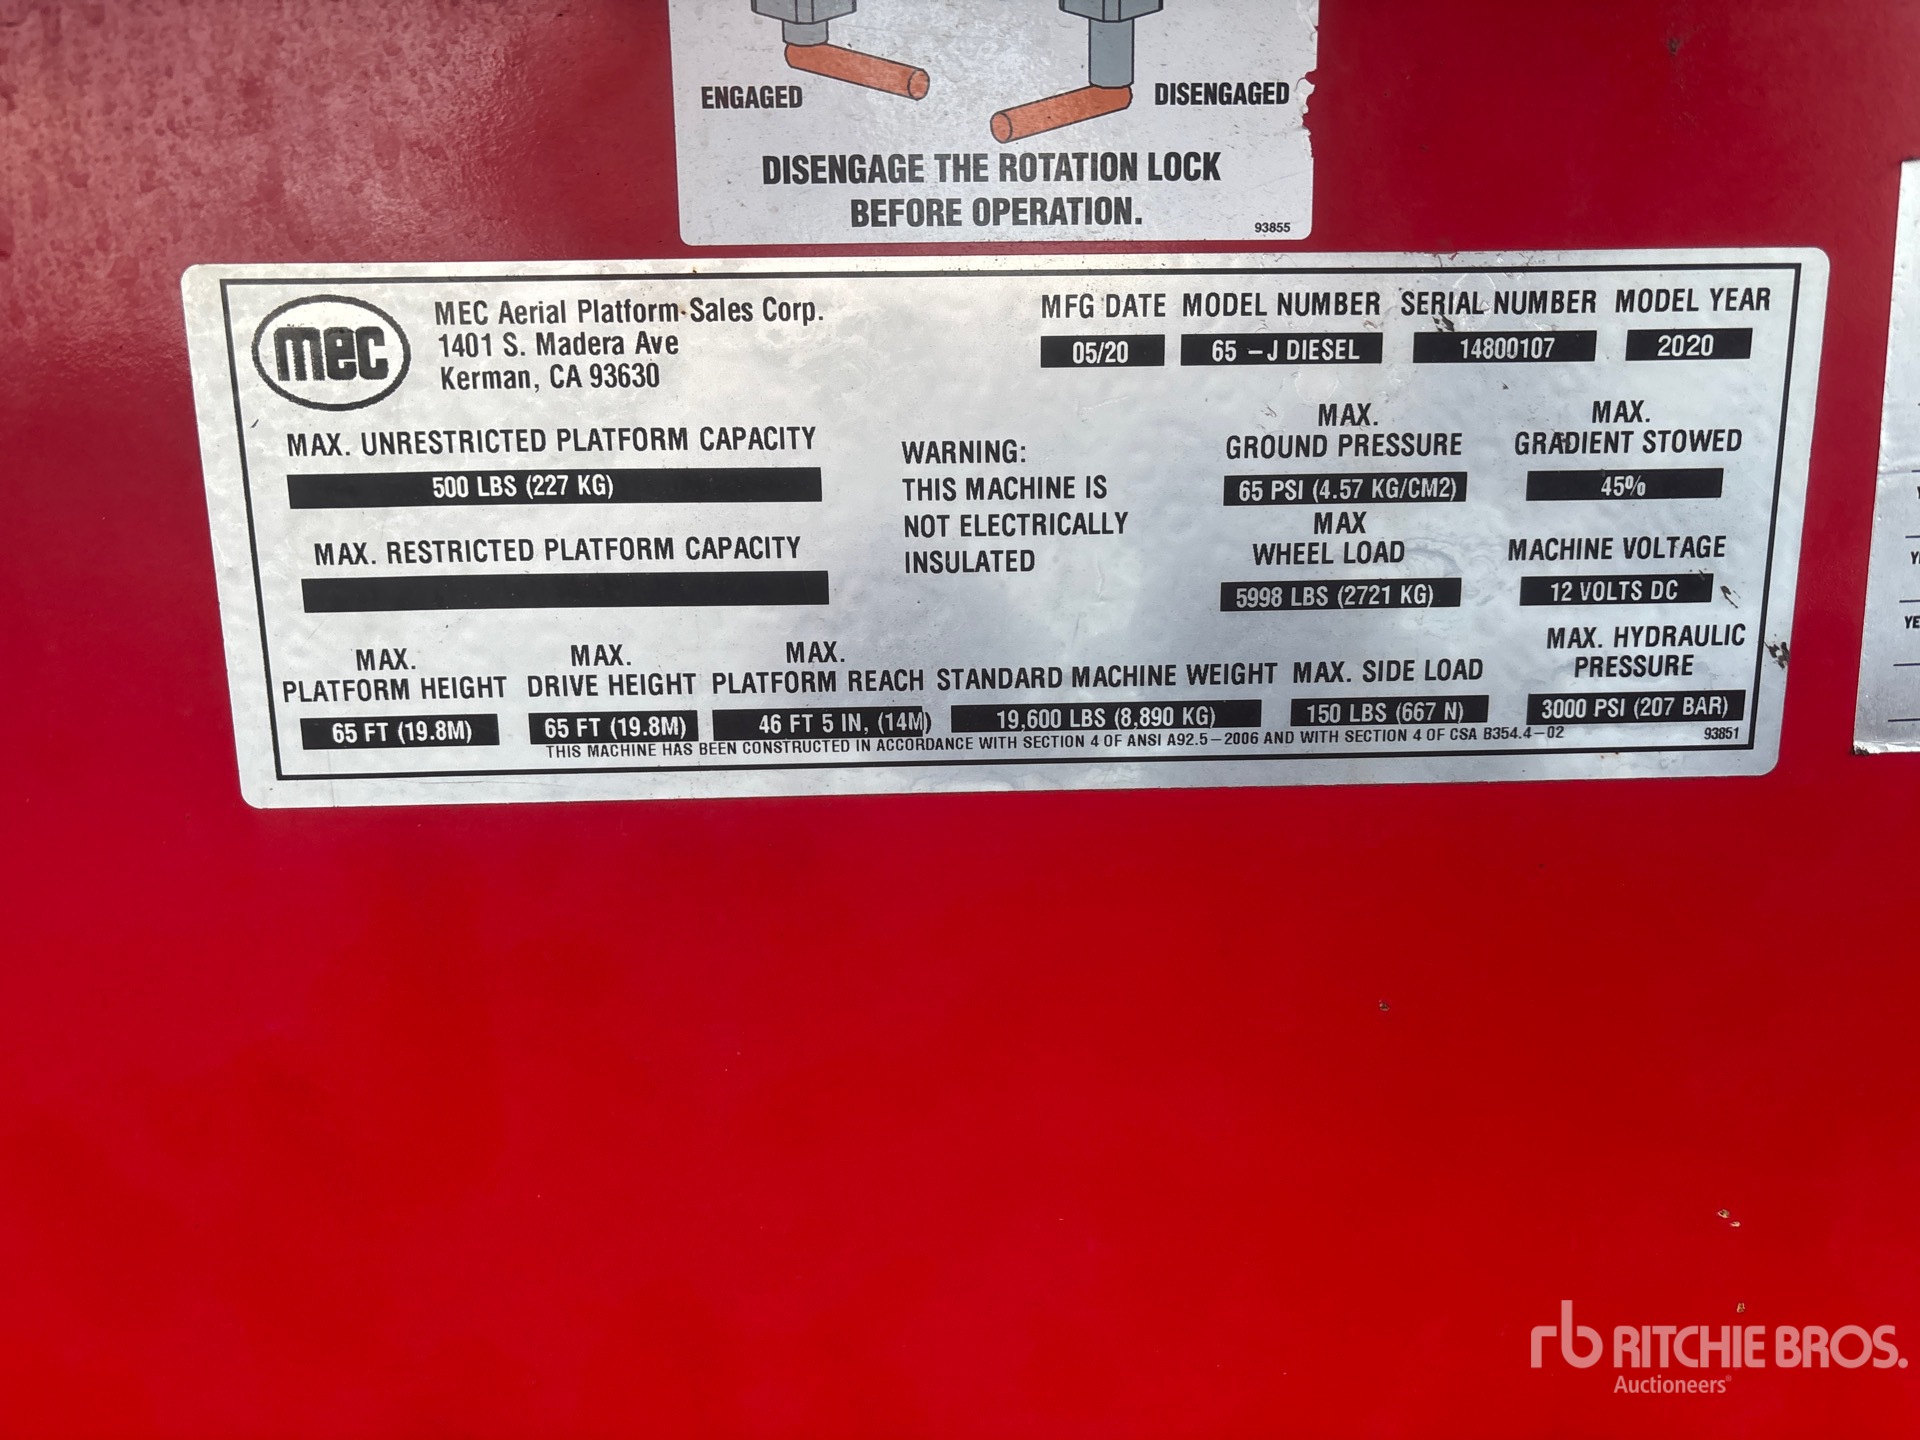 ENGAGED
DISENGAGED
DISENGAGE THE ROTATION LOCK
BEFORE OPERATION.
93855
mec
MEC Aerial Platform Sales Corp.
1401 S. Madera Ave
Kerman, CA 93630
MFG DATE MODEL NUMBER SERIAL NUMBER MODEL YEAR
05/20 65 -J DIESEL 14800107 2020
MAX. UNRESTRICTED PLATFORM CAPACITY
500 LBS (227 KG)
MAX. RESTRICTED PLATFORM CAPACITY
WARNING:
THIS MACHINE IS
NOT ELECTRICALLY
INSULATED
MAX.
GROUND PRESSURE
65 PSI (4.57 KG/CM2)
MAX
WHEEL LOAD
5998 LBS (2721 KG)
MAX.
GRADIENT STOWED
45%
MACHINE VOLTAGE
12 VOLTS DC
MAX.
PLATFORM HEIGHT
65 FT (19.8M)
MAX.
DRIVE HEIGHT
65 FT (19.8M)
MAX.
PLATFORM REACH
46 FT 5 IN, (14M)
STANDARD MACHINE WEIGHT
19,600 LBS (8,890 KG)
MAX. SIDE LOAD
150 LBS (667 N)
MAX. HYDRAULIC
PRESSURE
3000 PSI (207 BAR)
THIS MACHINE HAS BEEN CONSTRUCTED IN ACCORDANCE WITH SECTION 4 OF ANSI A92.5-2006 AND WITH SECTION 4 OF CSA B354.4-02
93851
rb RITCHIE BROS.
Auctioneers